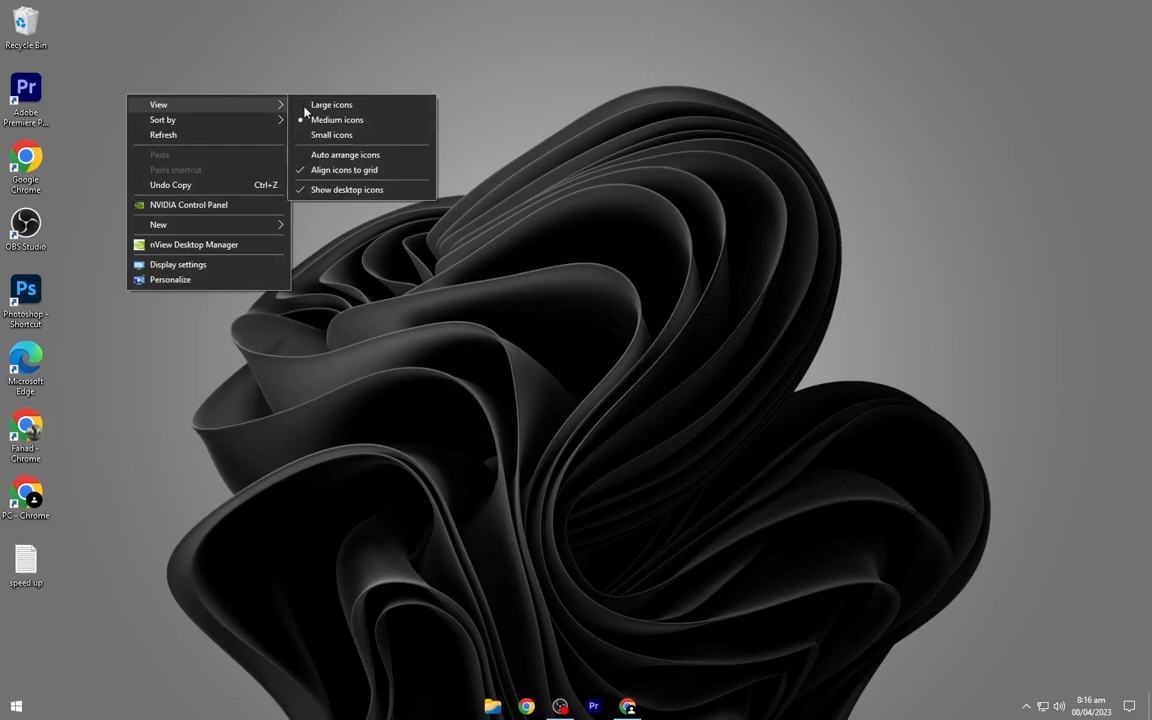 Recycle Bin
Adobe
Premiere P...
Google
Chrome
OBS Studio
Photoshop -
Shortcut
Microsoft
Edge
Fahad -
Chrome
PC - Chrome
speed up
View
Sort by
Refresh
Paste
Paste shortcut
Undo Copy Ctrl+Z
NVIDIA Control Panel
New
nView Desktop Manager
Display settings
Personalize
Large icons
Medium icons
Small icons
Auto arrange icons
Align icons to grid
Show desktop icons
Pr
Ps
Pr
8:16 am
08/04/2023